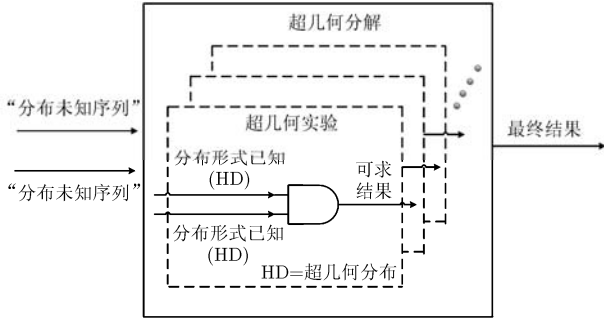 超几何分解
超几何实验
“分布未知序列”
分布形式已知
(HD)
可求
结果
最终结果
“分布未知序列”
分布形式已知
(HD)
HD=超几何分布